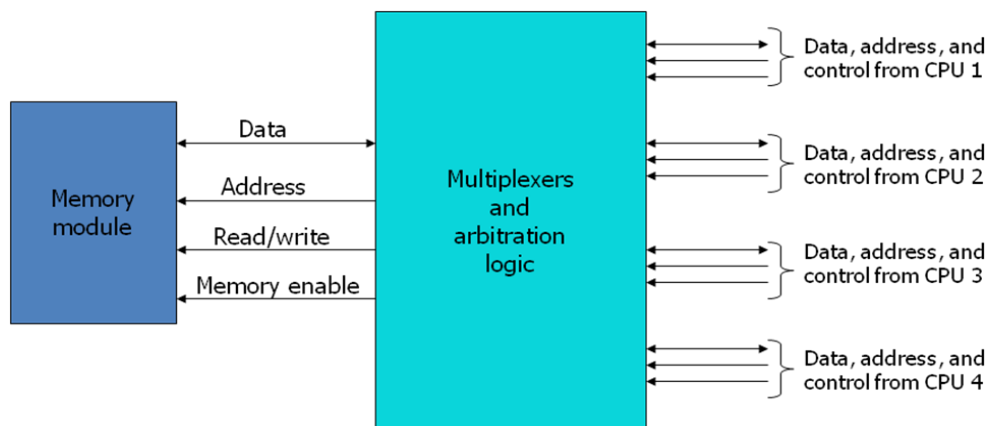 Memory
module
Data
Address
Read/write
Memory enable
Multiplexers
and
arbitration
logic
Data, address, and
control from CPU 1
Data, address, and
control from CPU 2
Data, address, and
control from CPU 3
Data, address, and
control from CPU 4